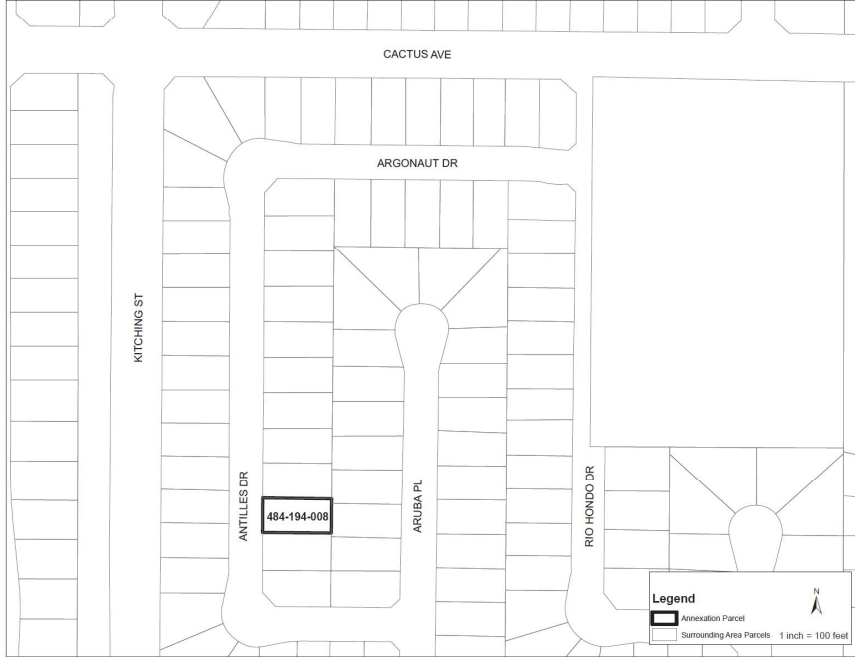 CACTUS AVE
ARGONAUT DR
KITCHING ST
ANTILLES DR
484-194-008
ARUBA PL
RIO HONDO DR
Legend
N
Annexation Parcel
Surrounding Area Parcels
1 inch = 100 feet